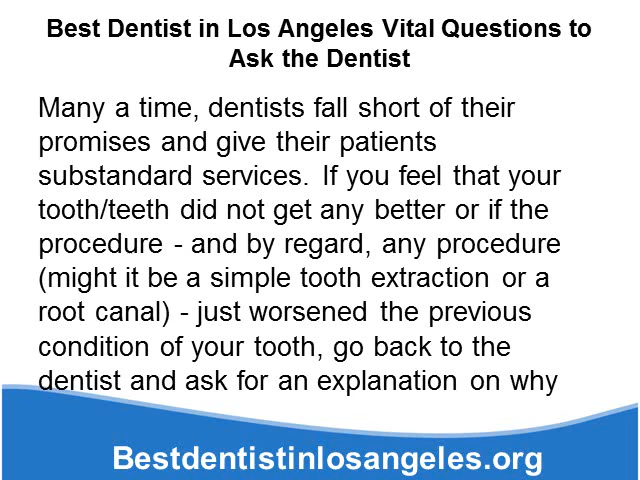 Best Dentist in Los Angeles Vital Questions to
Ask the Dentist
Many a time, dentists fall short of their
promises and give their patients
substandard services. If you feel that your
tooth/teeth did not get any better or if the
procedure - and by regard, any procedure
(might it be a simple tooth extraction or a
root canal) - just worsened the previous
condition of your tooth, go back to the
dentist and ask for an explanation on why
Bestdentistinlosangeles.org